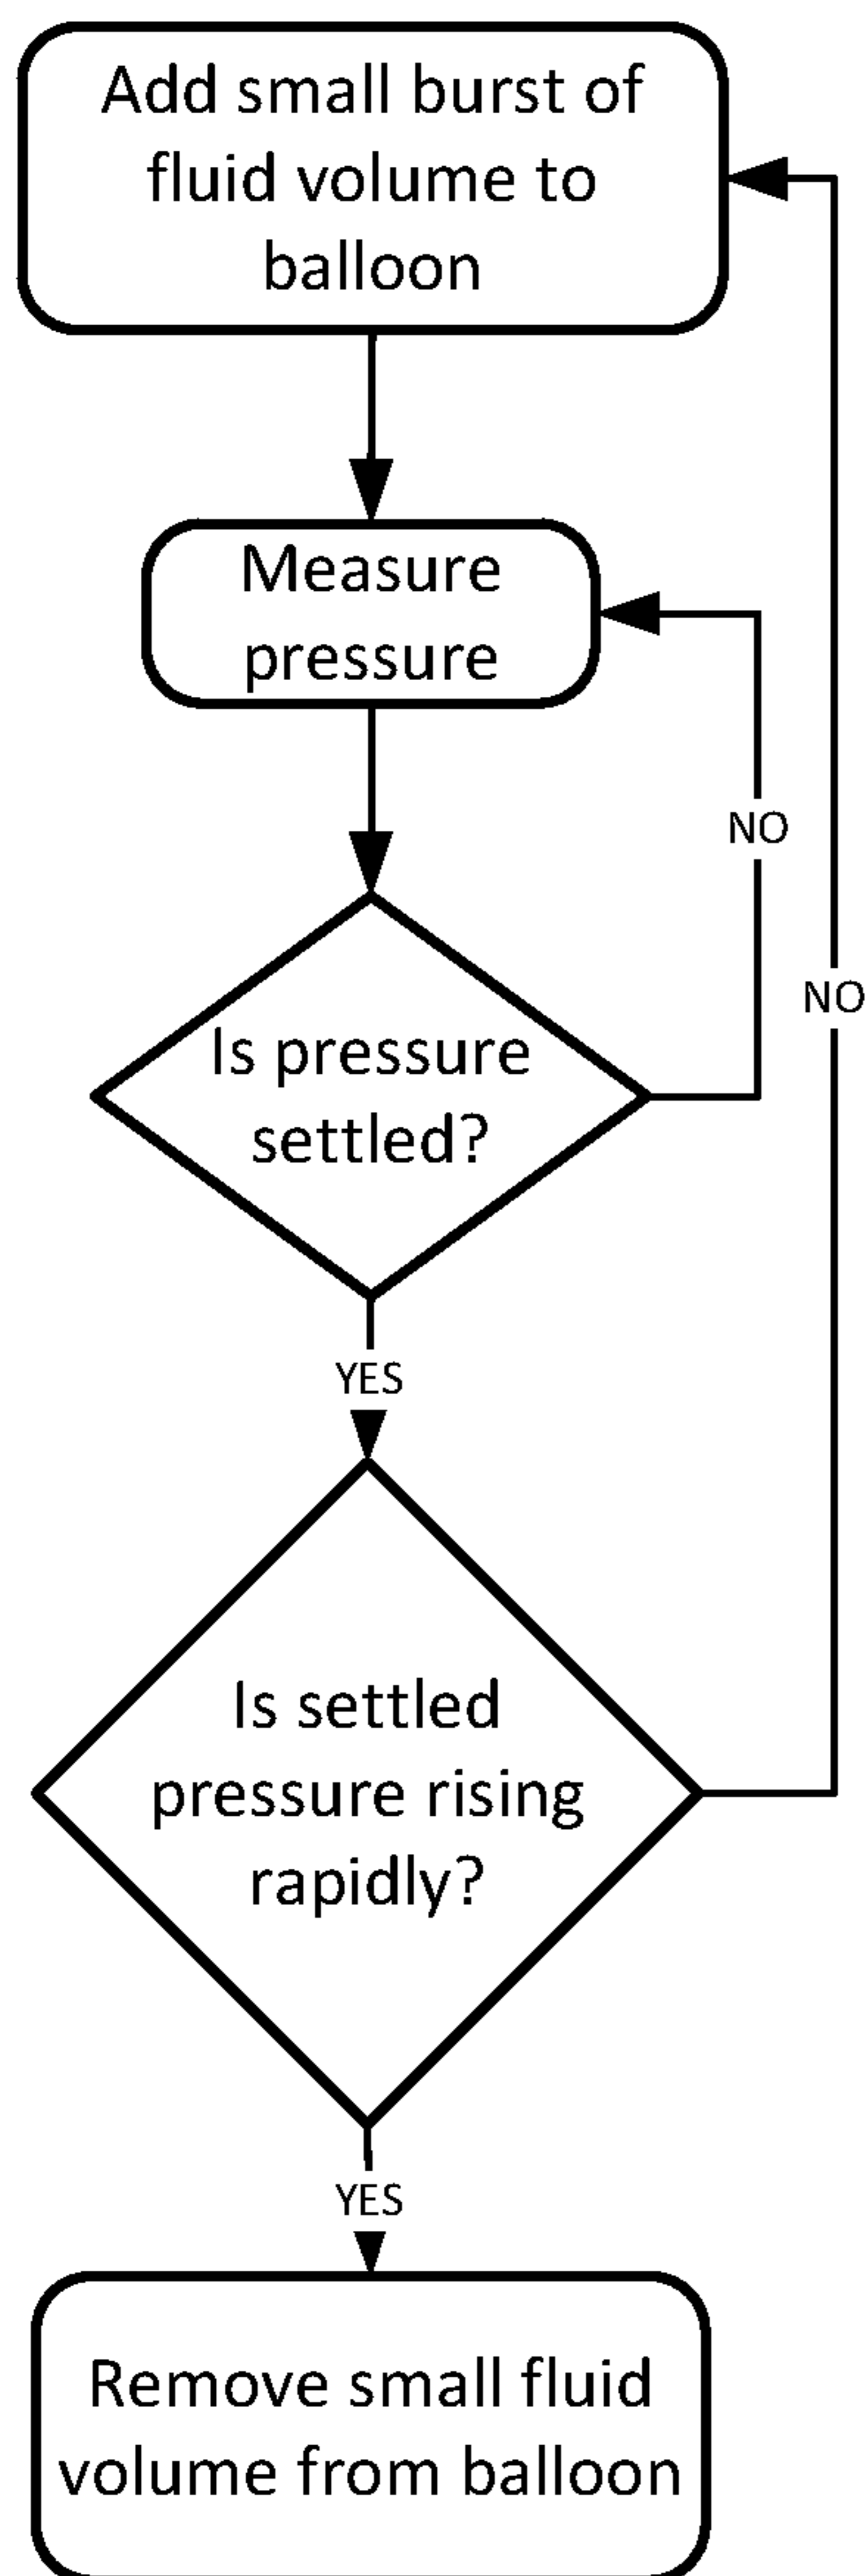 Add small burst of
fluid volume to
balloon
Measure
pressure
NO
NO
Is pressure
settled?
YES
Is settled
pressure rising
rapidly?
YES
Remove small fluid
volume from balloon